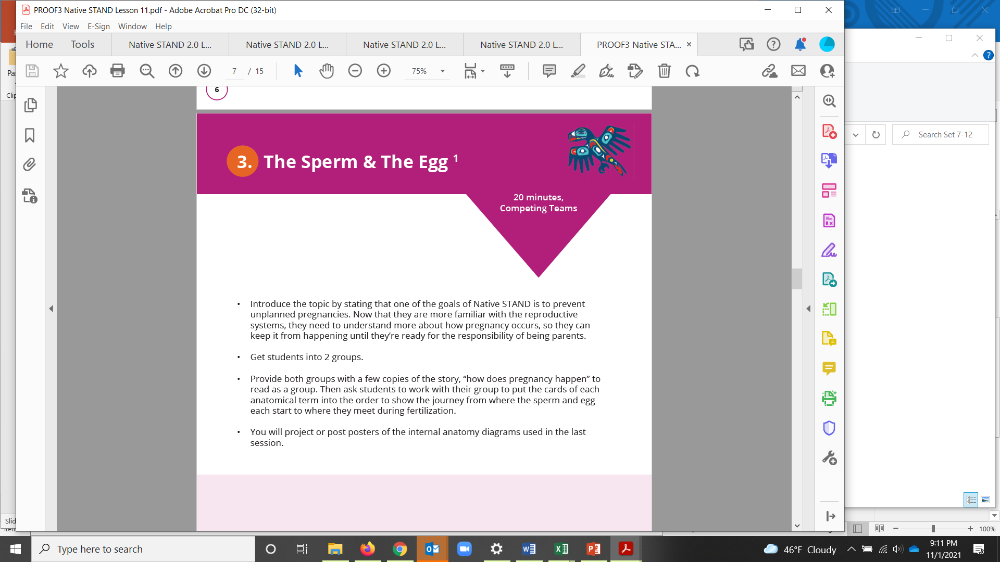 PROOF3 Native STAND Lesson 11.pdf - Adobe Acrobat Pro DC (32-bit)
File Edit View E-Sign Window Help
Home Tools Native STAND 2.0 L... Native STAND 2.0 L... Native STAND 2.0 L... Native STAND 2.0 L... PROOF3 Native STA... ×
7 / 15 75%
Pas
Clip
6
Search Set 7-12
3. The Sperm & The Egg 1
20 minutes,
Competing Teams
• Introduce the topic by stating that one of the goals of Native STAND is to prevent
unplanned pregnancies. Now that they are more familiar with the reproductive
systems, they need to understand more about how pregnancy occurs, so they can
keep it from happening until they’re ready for the responsibility of being parents.
• Get students into 2 groups.
• Provide both groups with a few copies of the story, “how does pregnancy happen” to
read as a group. Then ask students to work with their group to put the cards of each
anatomical term into the order to show the journey from where the sperm and egg
each start to where they meet during fertilization.
• You will project or post posters of the internal anatomy diagrams used in the last
session.
Slid
100%
Type here to search
46°F Cloudy
9:11 PM
11/1/2021